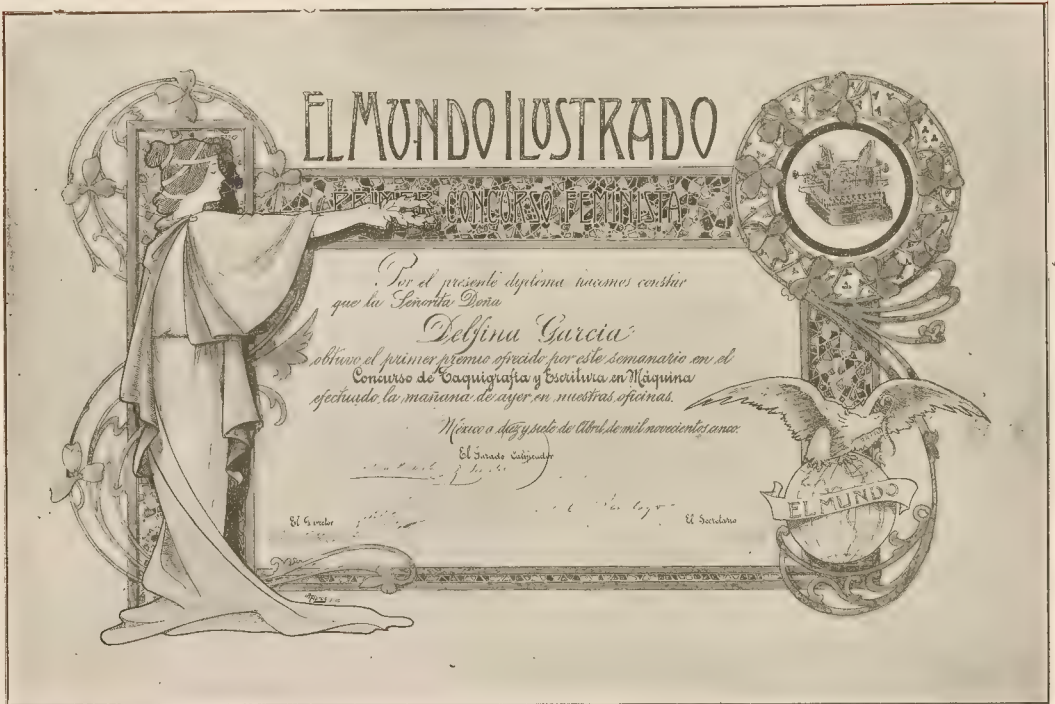 EL MUNDO ILUSTRADO
PRIMER CONCURSO FEMINISTA
Por el presente diploma hacemos constar
que la Señorita Doña
Delfina Garcia
obtuvo el primer premio ofrecido por este semanario en el
Concurso de Taquigrafía y Escritura en Máquina
efectuado la mañana de ayer en nuestras oficinas.
México a diez y siete de Abril de mil novecientos cinco.
El Jurado Calificador
El Director
El Secretario
EL MUNDO